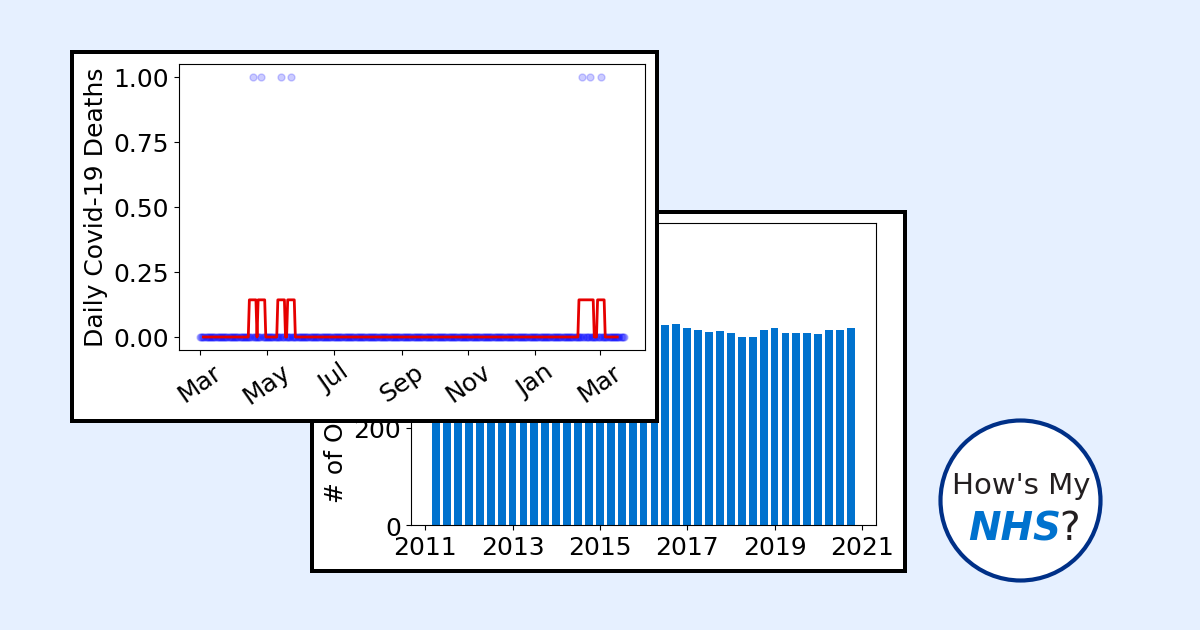 Daily Covid-19 Deaths
1.00
0.75
0.50
0.25
0.00
Mar May Jul Sep Nov Jan Mar
# of O
200
0
2011 2013 2015 2017 2019 2021
How's My
NHS?